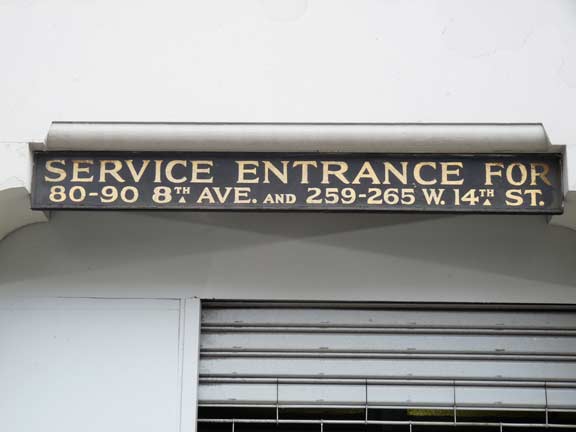 SERVICE ENTRANCE FOR
80-90 8TH AVE. AND 259-265 W. 14TH ST.